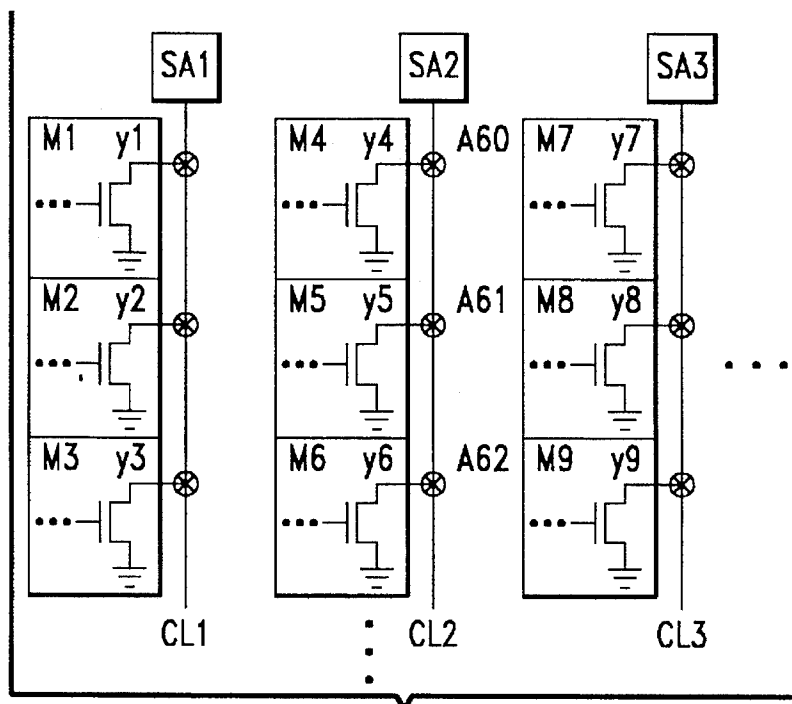 SA1 SA2 SA3
M1 y1 M4 y4 A60 M7 y7
M2 y2 M5 y5 A61 M8 y8
M3 y3 M6 y6 A62 M9 y9
CL1 CL2 CL3